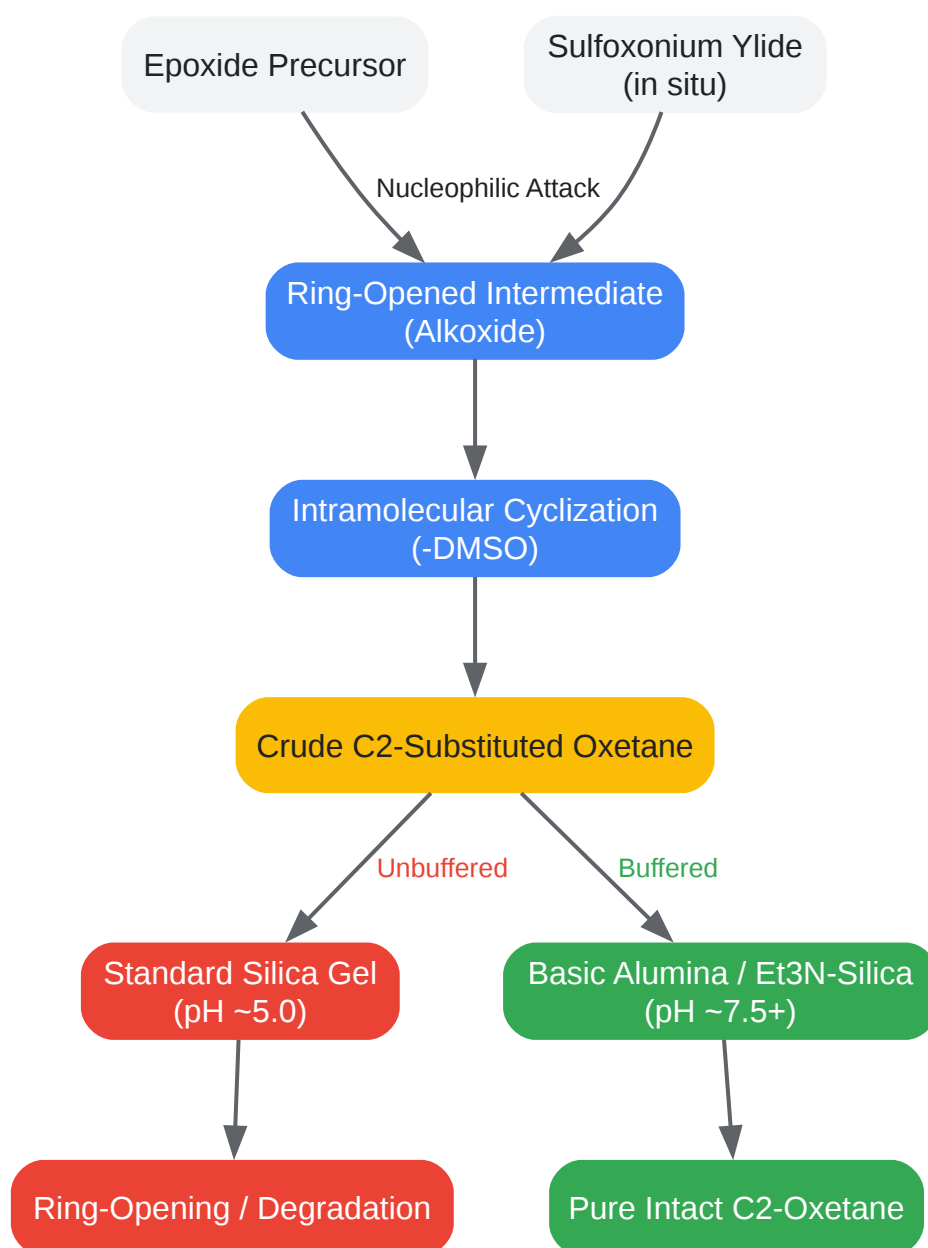 Epoxide Precursor
Sulfoxonium Ylide
(in situ)
Nucleophilic Attack
Ring-Opened Intermediate
(Alkoxide)
Intramolecular Cyclization
(-DMSO)
Crude C2-Substituted Oxetane
Unbuffered
Buffered
Standard Silica Gel
(pH ~5.0)
Basic Alumina / Et3N-Silica
(pH ~7.5+)
Ring-Opening / Degradation
Pure Intact C2-Oxetane